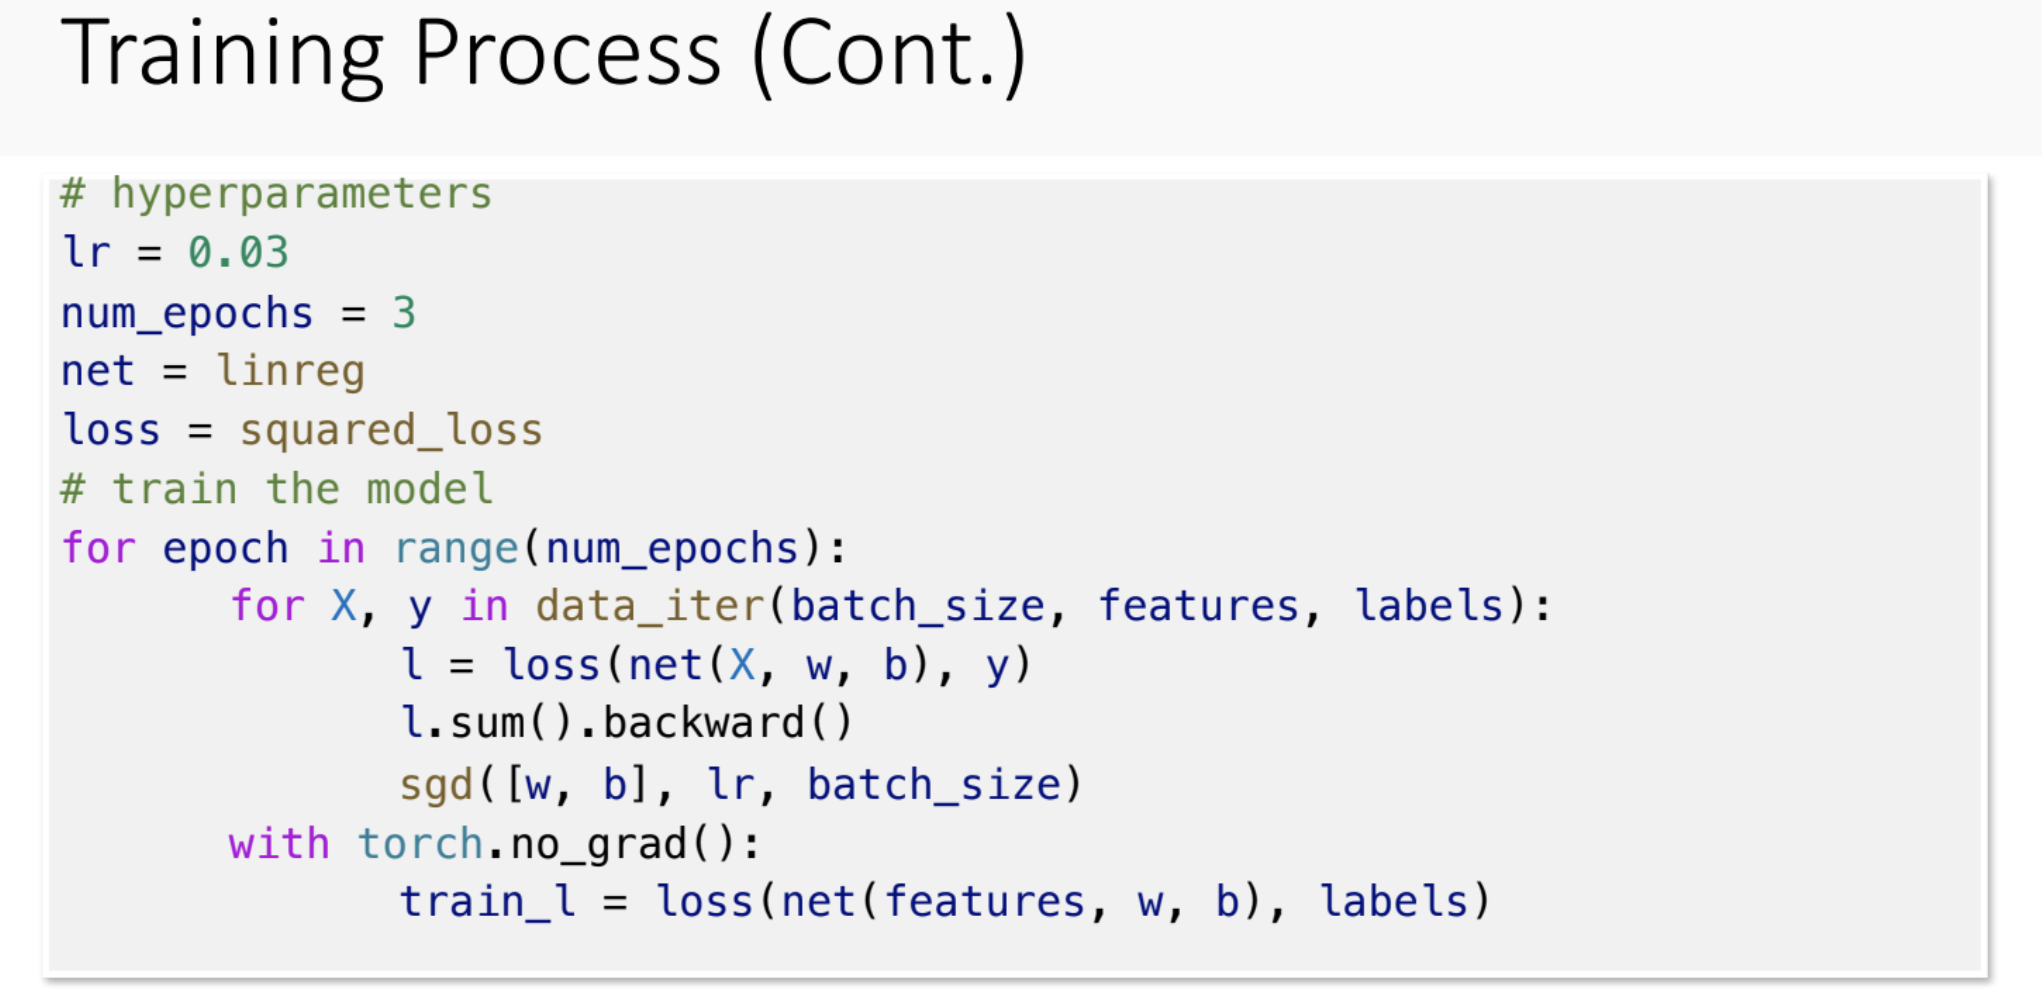 Training Process (Cont.)
# hyperparameters
lr = 0.03
num_epochs = 3
net = linreg
loss = squared_loss
# train the model
for epoch in range(num_epochs):
        for X, y in data_iter(batch_size, features, labels):
                l = loss(net(X, w, b), y)
                l.sum().backward()
                sgd([w, b], lr, batch_size)
        with torch.no_grad():
                train_l = loss(net(features, w, b), labels)